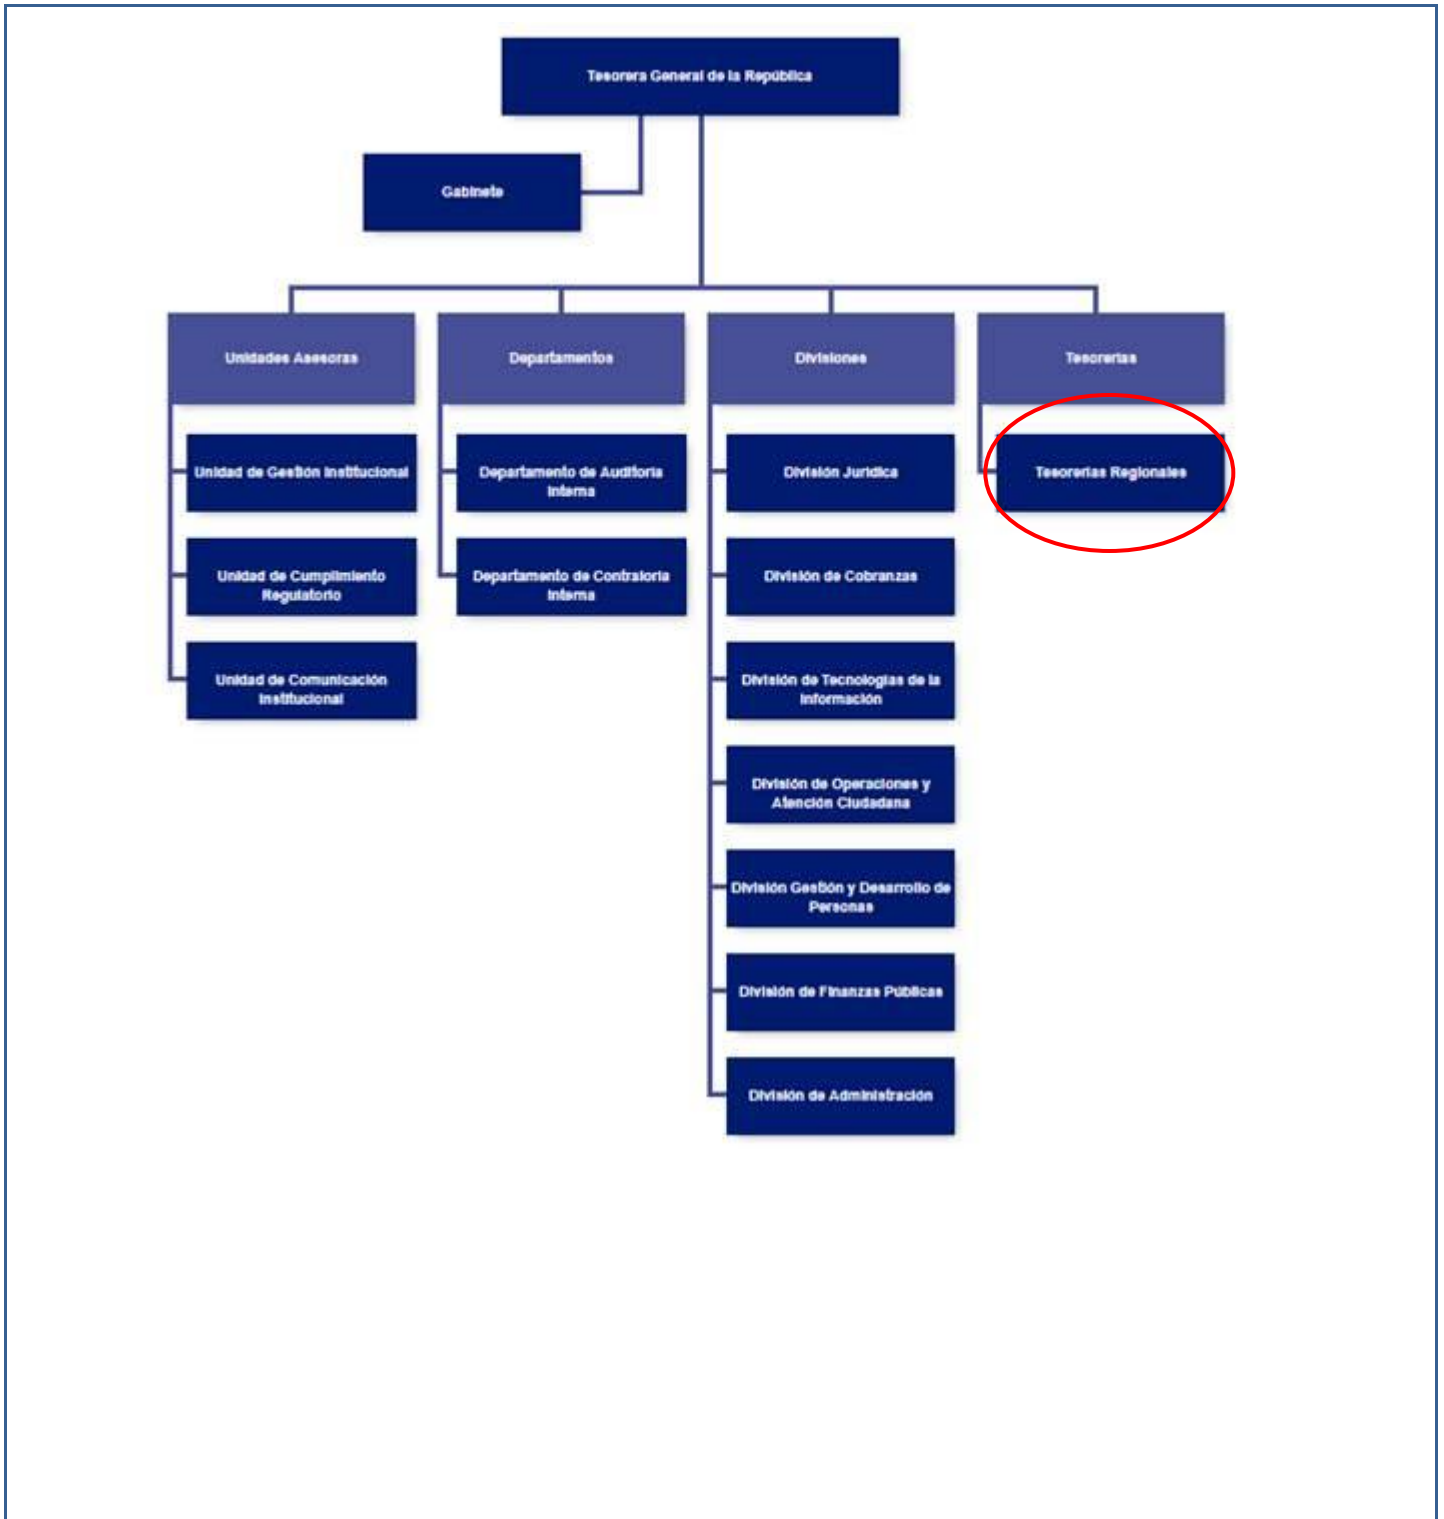 Tesorera General de la República
Gabinete
Unidades Asesoras
Departamentos
Divisiones
Tesorerías
Unidad de Gestión Institucional
Unidad de Cumplimiento
Regulatorio
Unidad de Comunicación
Institucional
Departamento de Auditoría
Interna
Departamento de Contraloría
Interna
División Jurídica
División de Cobranzas
División de Tecnologías de la
Información
División de Operaciones y
Atención Ciudadana
División Gestión y Desarrollo de
Personas
División de Finanzas Públicas
División de Administración
Tesorerías Regionales